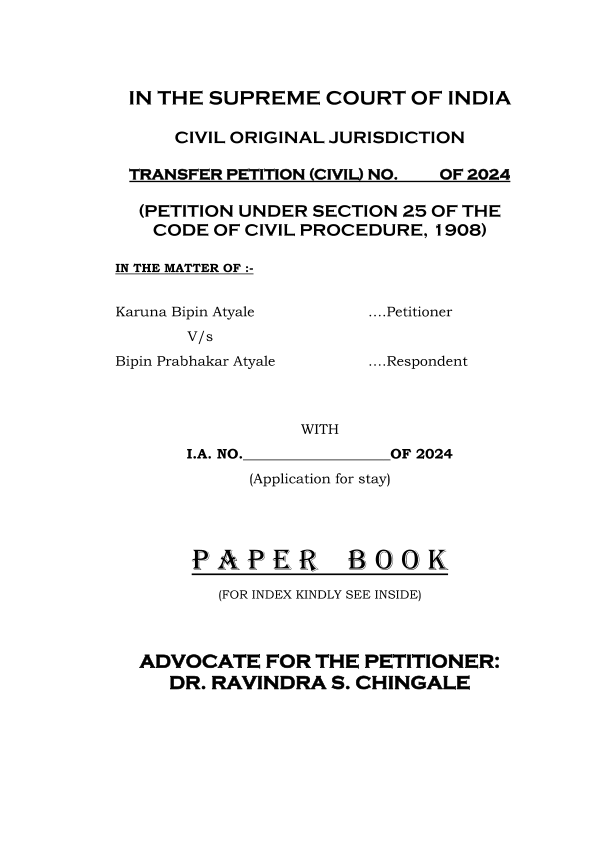 IN THE SUPREME COURT OF INDIA
CIVIL ORIGINAL JURISDICTION
TRANSFER PETITION (CIVIL) NO.       OF 2024
(PETITION UNDER SECTION 25 OF THE
CODE OF CIVIL PROCEDURE, 1908)
IN THE MATTER OF :-
Karuna Bipin Atyale ....Petitioner
V/s
Bipin Prabhakar Atyale ....Respondent
WITH
I.A. NO.____________________OF 2024
(Application for stay)
PAPER BOOK
(FOR INDEX KINDLY SEE INSIDE)
ADVOCATE FOR THE PETITIONER:
DR. RAVINDRA S. CHINGALE